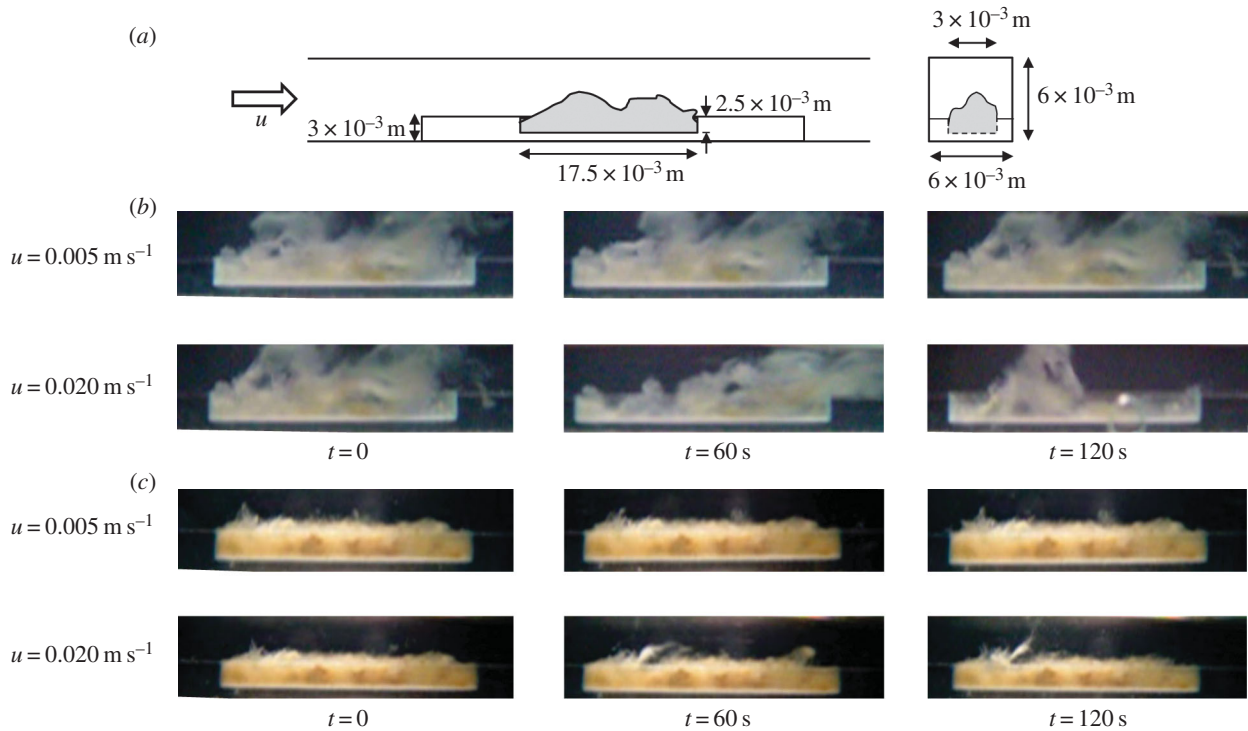 (a)
3 × 10⁻³ m
u
3 × 10⁻³ m
2.5 × 10⁻³ m
6 × 10⁻³ m
17.5 × 10⁻³ m
6 × 10⁻³ m
(b)
u = 0.005 m s⁻¹
u = 0.020 m s⁻¹
t = 0
t = 60 s
t = 120 s
(c)
u = 0.005 m s⁻¹
u = 0.020 m s⁻¹
t = 0
t = 60 s
t = 120 s